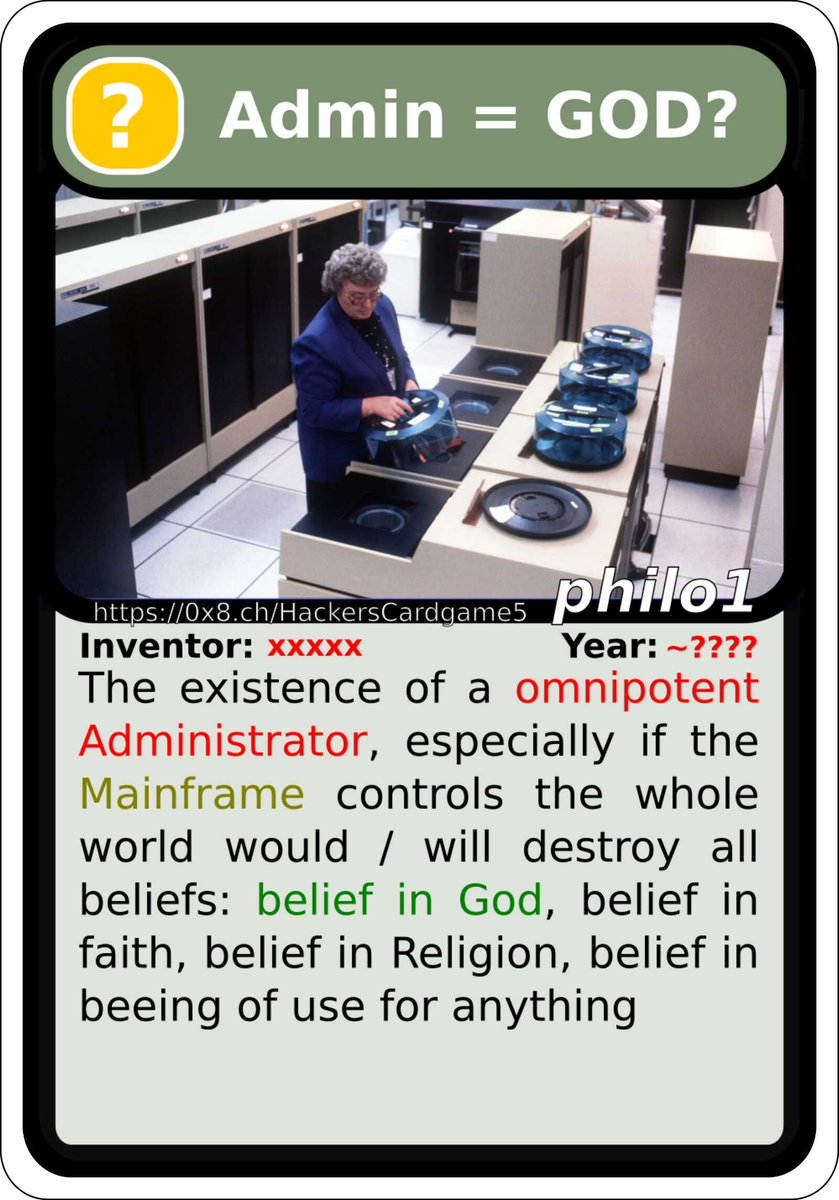 ? Admin = GOD?
philo1
https://0x8.ch/HackersCardgame5
Inventor: xxxxx Year: ~????
The existence of a omnipotent
Administrator, especially if the
Mainframe controls the whole
world would / will destroy all
beliefs: belief in God, belief in
faith, belief in Religion, belief in
beeing of use for anything